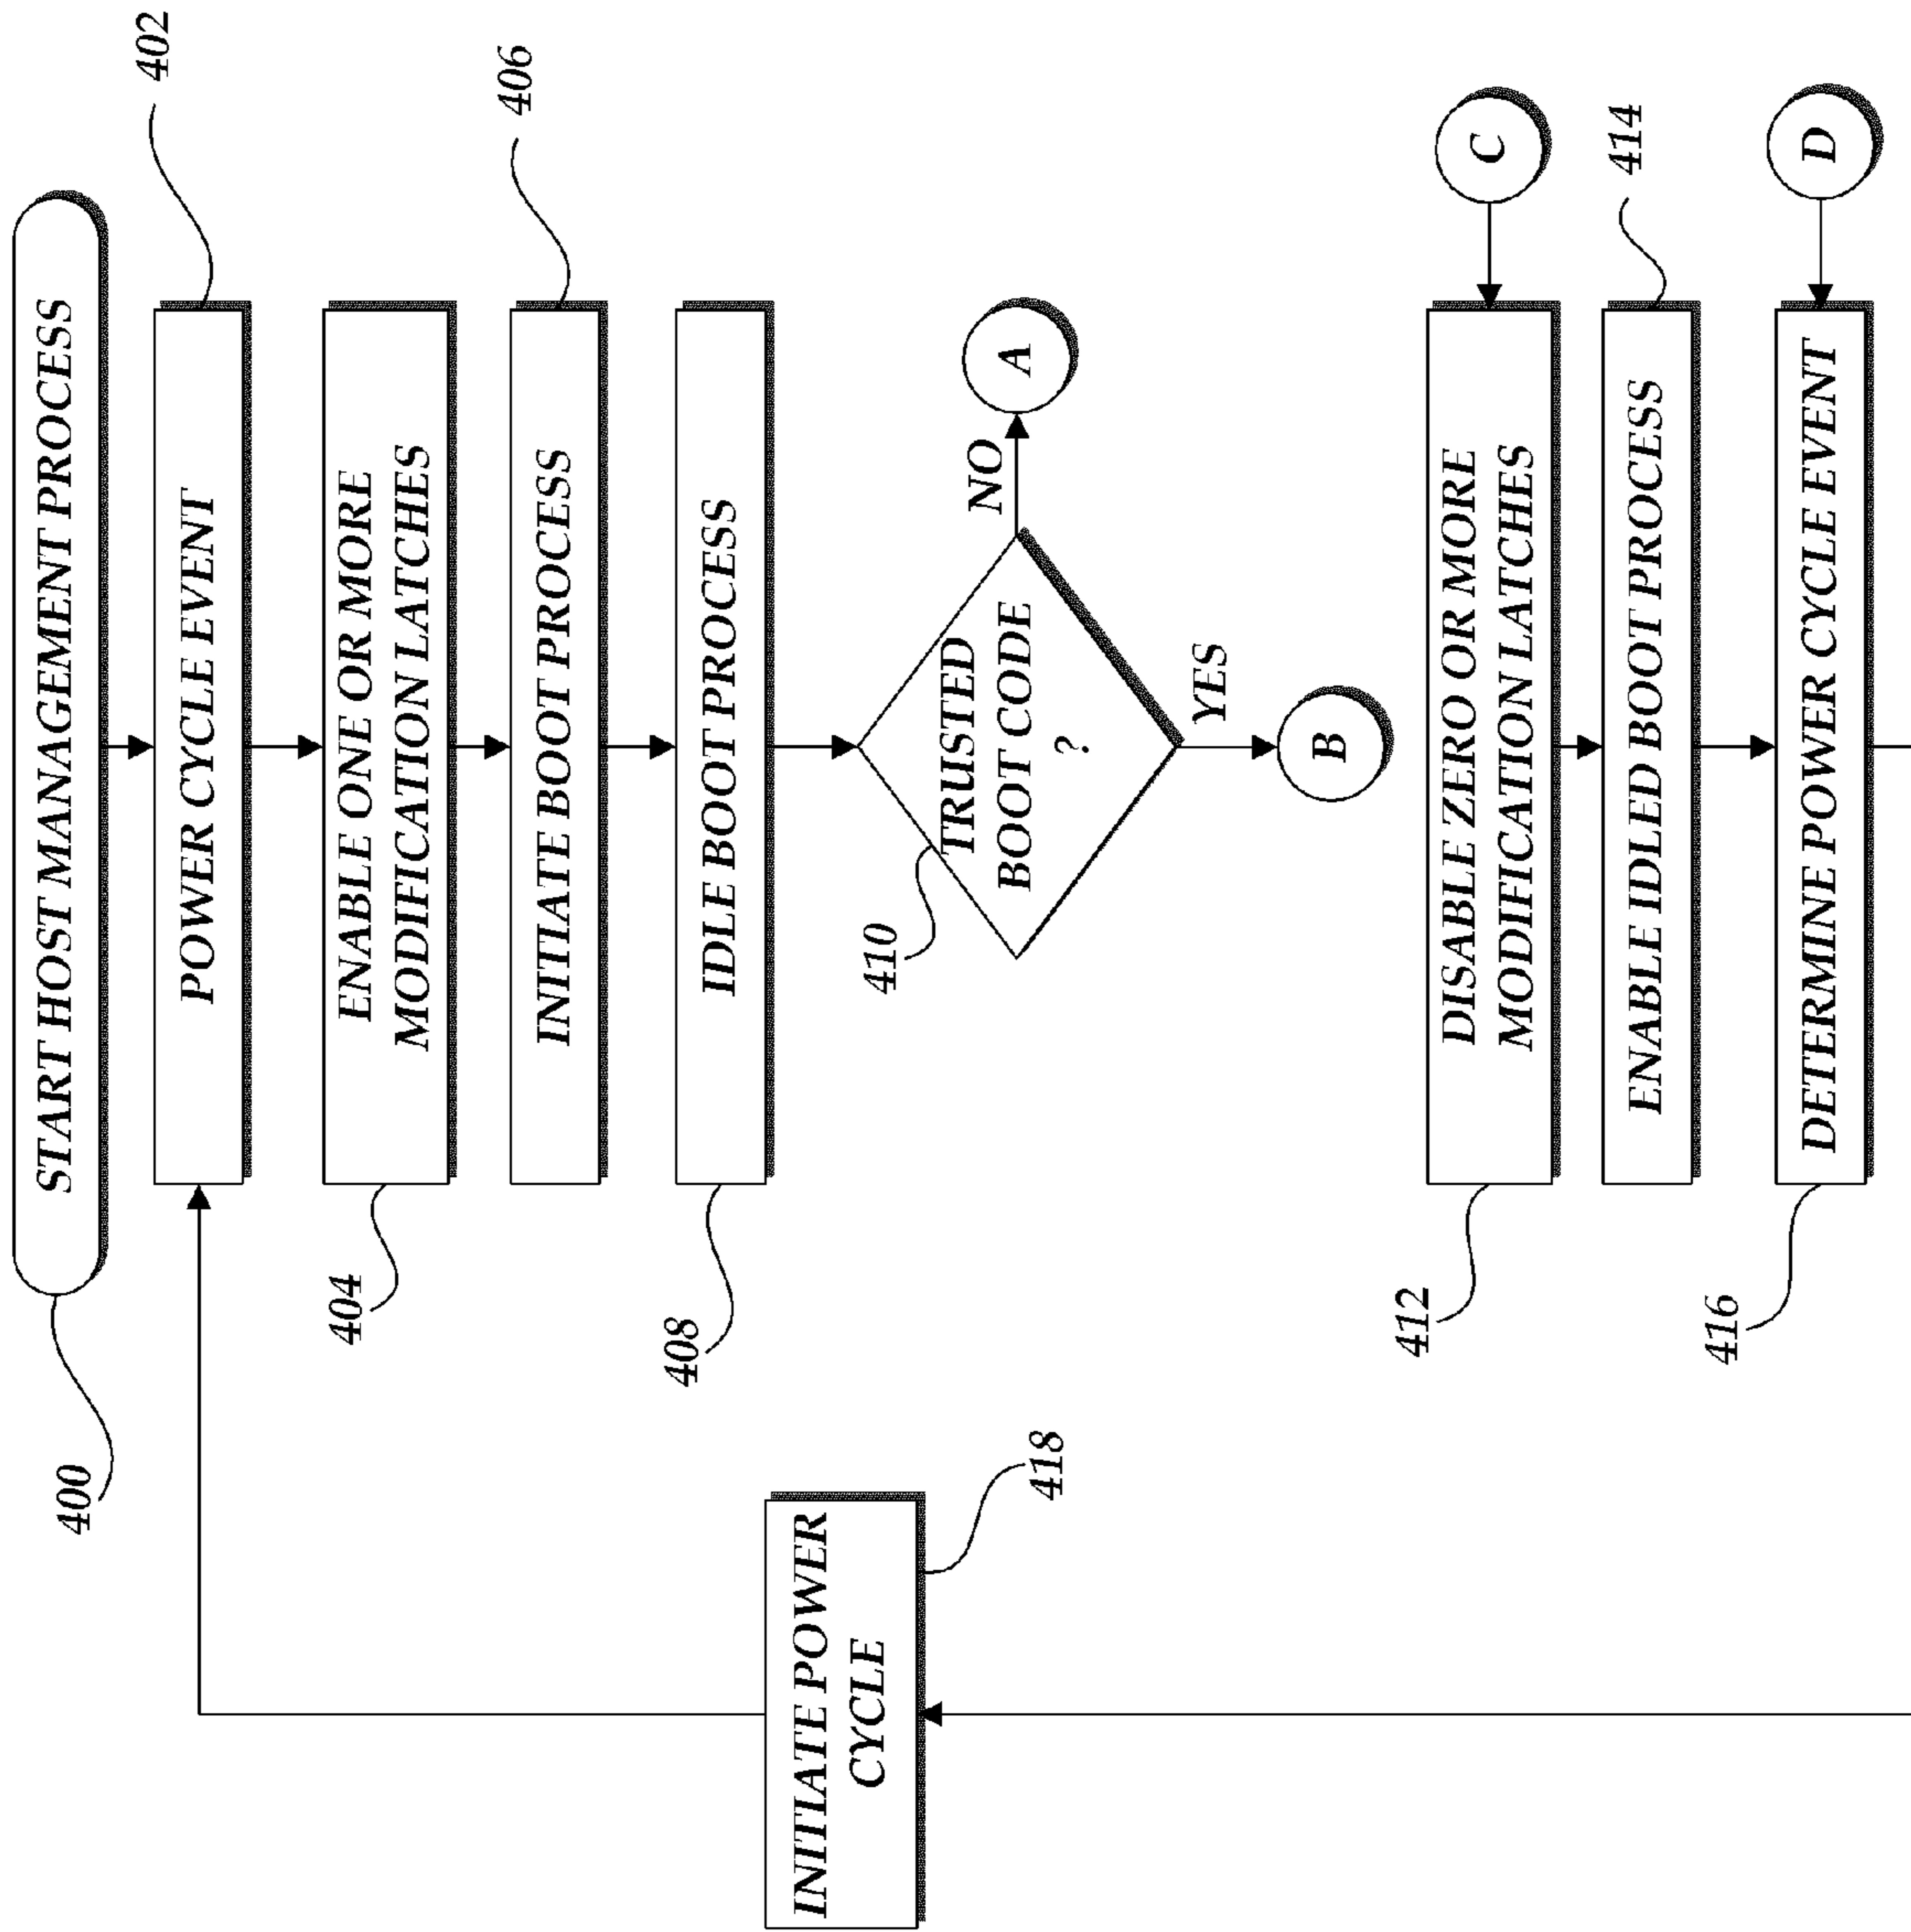 START HOST MANAGEMENT PROCESS
400
POWER CYCLE EVENT
402
ENABLE ONE OR MORE
MODIFICATION LATCHES
404
INITIATE BOOT PROCESS
406
IDLE BOOT PROCESS
408
TRUSTED
BOOT CODE
?
410
NO
A
YES
B
C
DISABLE ZERO OR MORE
MODIFICATION LATCHES
412
ENABLE IDLED BOOT PROCESS
414
D
DETERMINE POWER CYCLE EVENT
416
INITIATE POWER
CYCLE
418